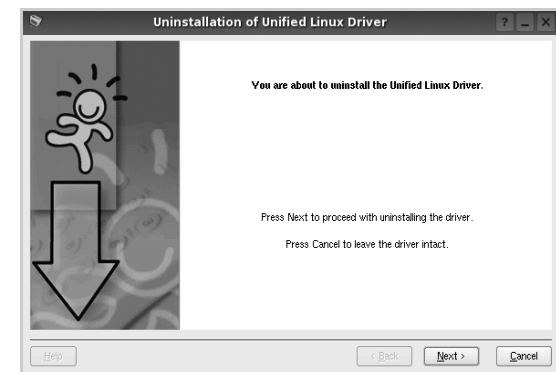 Uninstallation of Unified Linux Driver
You are about to uninstall the Unified Linux Driver.
Press Next to proceed with uninstalling the driver.
Press Cancel to leave the driver intact.
Help
< Back
Next >
Cancel